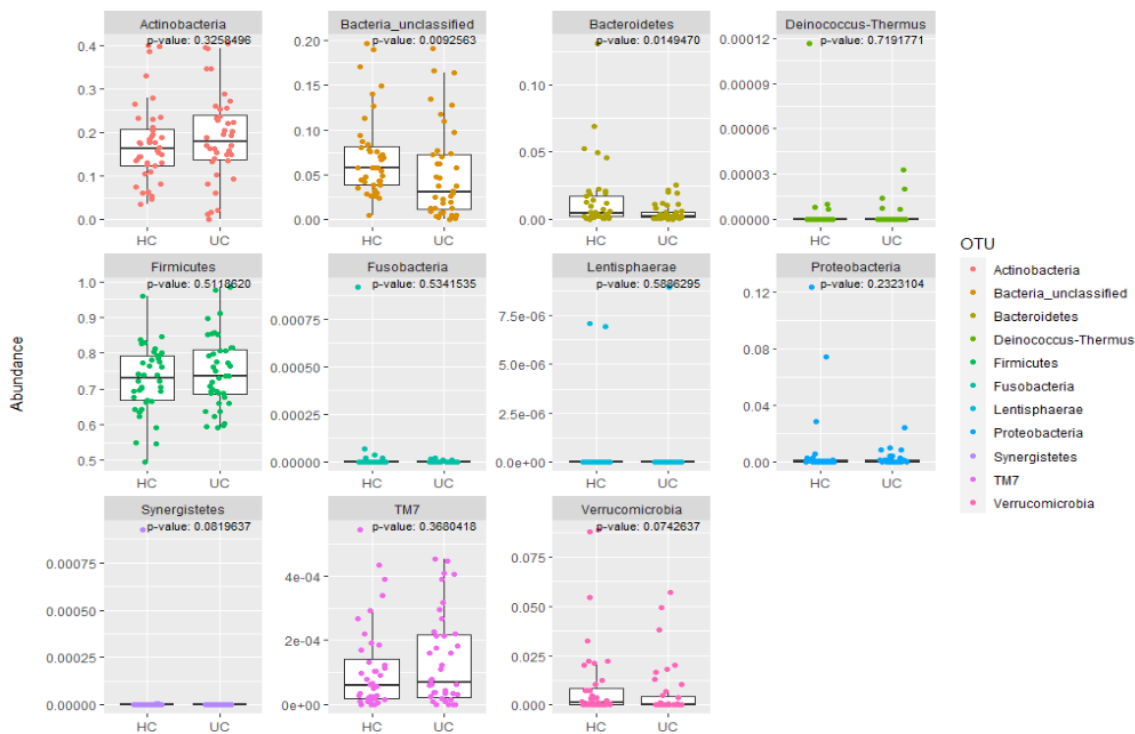 Actinobacteria
p-value: 0.3258496
0.4
0.3
0.2
0.1
0.0
HC UC
Bacteria_unclassified
p-value: 0.0092563
0.20
0.15
0.10
0.05
0.00
HC UC
Bacteroidetes
p-value: 0.0149470
0.10
0.05
0.00
HC UC
Deinococcus-Thermus
p-value: 0.7191771
0.00012
0.00009
0.00006
0.00003
0.00000
HC UC
Abundance
Firmicutes
p-value: 0.5118620
1.0
0.9
0.8
0.7
0.6
0.5
HC UC
Fusobacteria
p-value: 0.5341535
0.00075
0.00050
0.00025
0.00000
HC UC
Lentisphaerae
p-value: 0.5886295
7.5e-06
5.0e-06
2.5e-06
0.0e+00
HC UC
Proteobacteria
p-value: 0.2323104
0.12
0.08
0.04
0.00
HC UC
Synergistetes
p-value: 0.0819637
0.00075
0.00050
0.00025
0.00000
HC UC
TM7
p-value: 0.3680418
4e-04
2e-04
0e+00
HC UC
Verrucomicrobia
p-value: 0.0742637
0.075
0.050
0.025
0.000
HC UC
OTU
Actinobacteria
Bacteria_unclassified
Bacteroidetes
Deinococcus-Thermus
Firmicutes
Fusobacteria
Lentisphaerae
Proteobacteria
Synergistetes
TM7
Verrucomicrobia